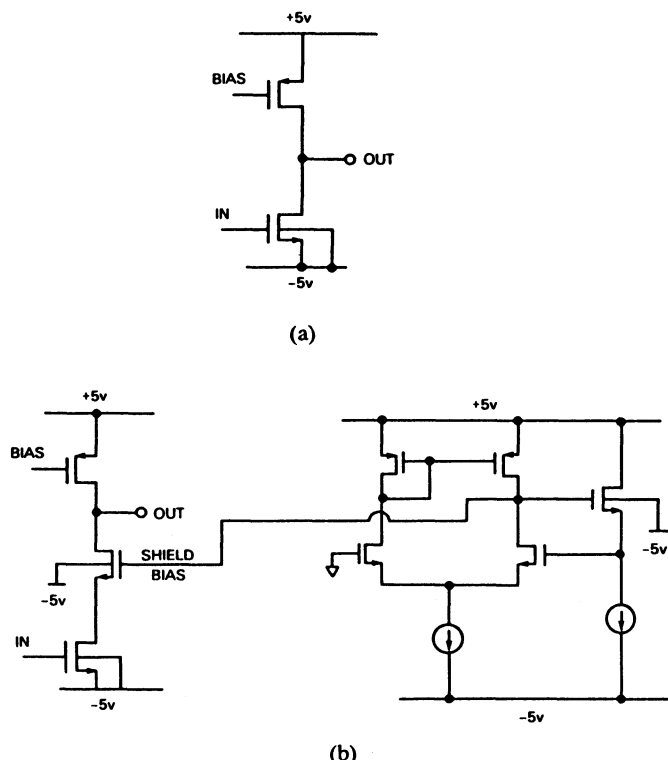 +5v
BIAS
OUT
IN
-5v
(a)
+5v
+5v
BIAS
OUT
SHIELD
BIAS
-5v
-5v
IN
-5v
-5v
(b)